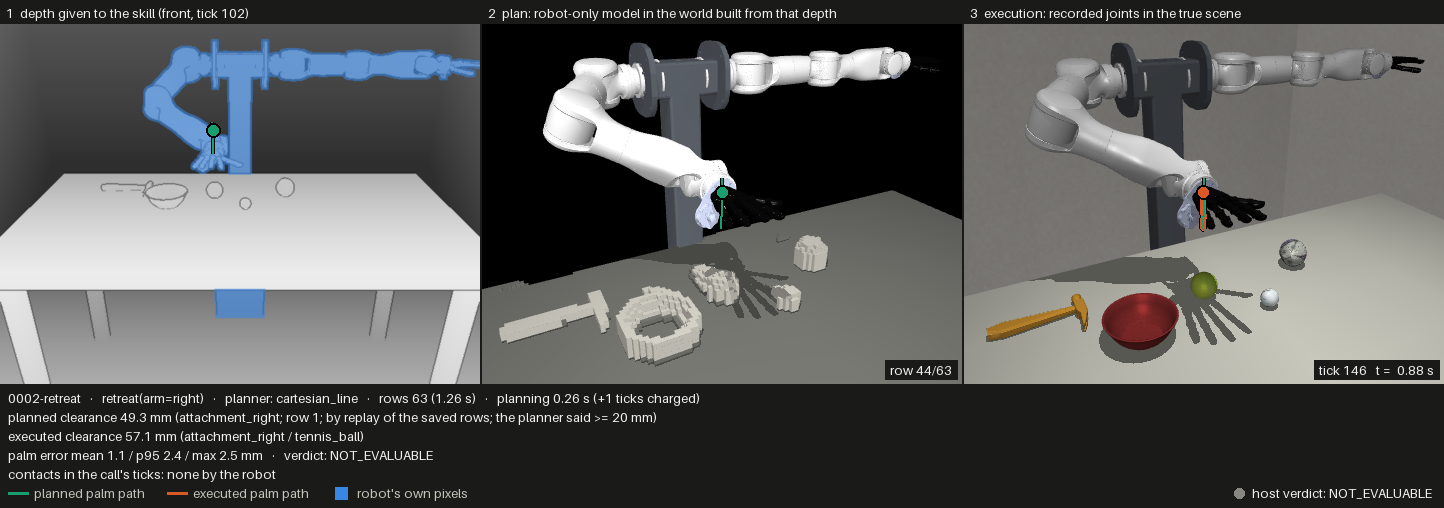 1 depth given to the skill (front, tick 102)
2 plan: robot-only model in the world built from that depth
3 execution: recorded joints in the true scene
row 44/63
tick 146 t = 0.88 s
0002-retreat · retreat(arm=right) · planner: cartesian_line · rows 63 (1.26 s) · planning 0.26 s (+1 ticks charged)
planned clearance 49.3 mm (attachment_right; row 1; by replay of the saved rows; the planner said >= 20 mm)
executed clearance 57.1 mm (attachment_right / tennis_ball)
palm error mean 1.1 / p95 2.4 / max 2.5 mm · verdict: NOT_EVALUABLE
contacts in the call's ticks: none by the robot
planned palm path executed palm path robot's own pixels host verdict: NOT_EVALUABLE